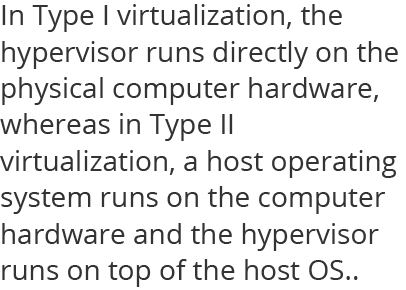 In Type I virtualization, the
hypervisor runs directly on the
physical computer hardware,
whereas in Type II
virtualization, a host operating
system runs on the computer
hardware and the hypervisor
runs on top of the host OS..